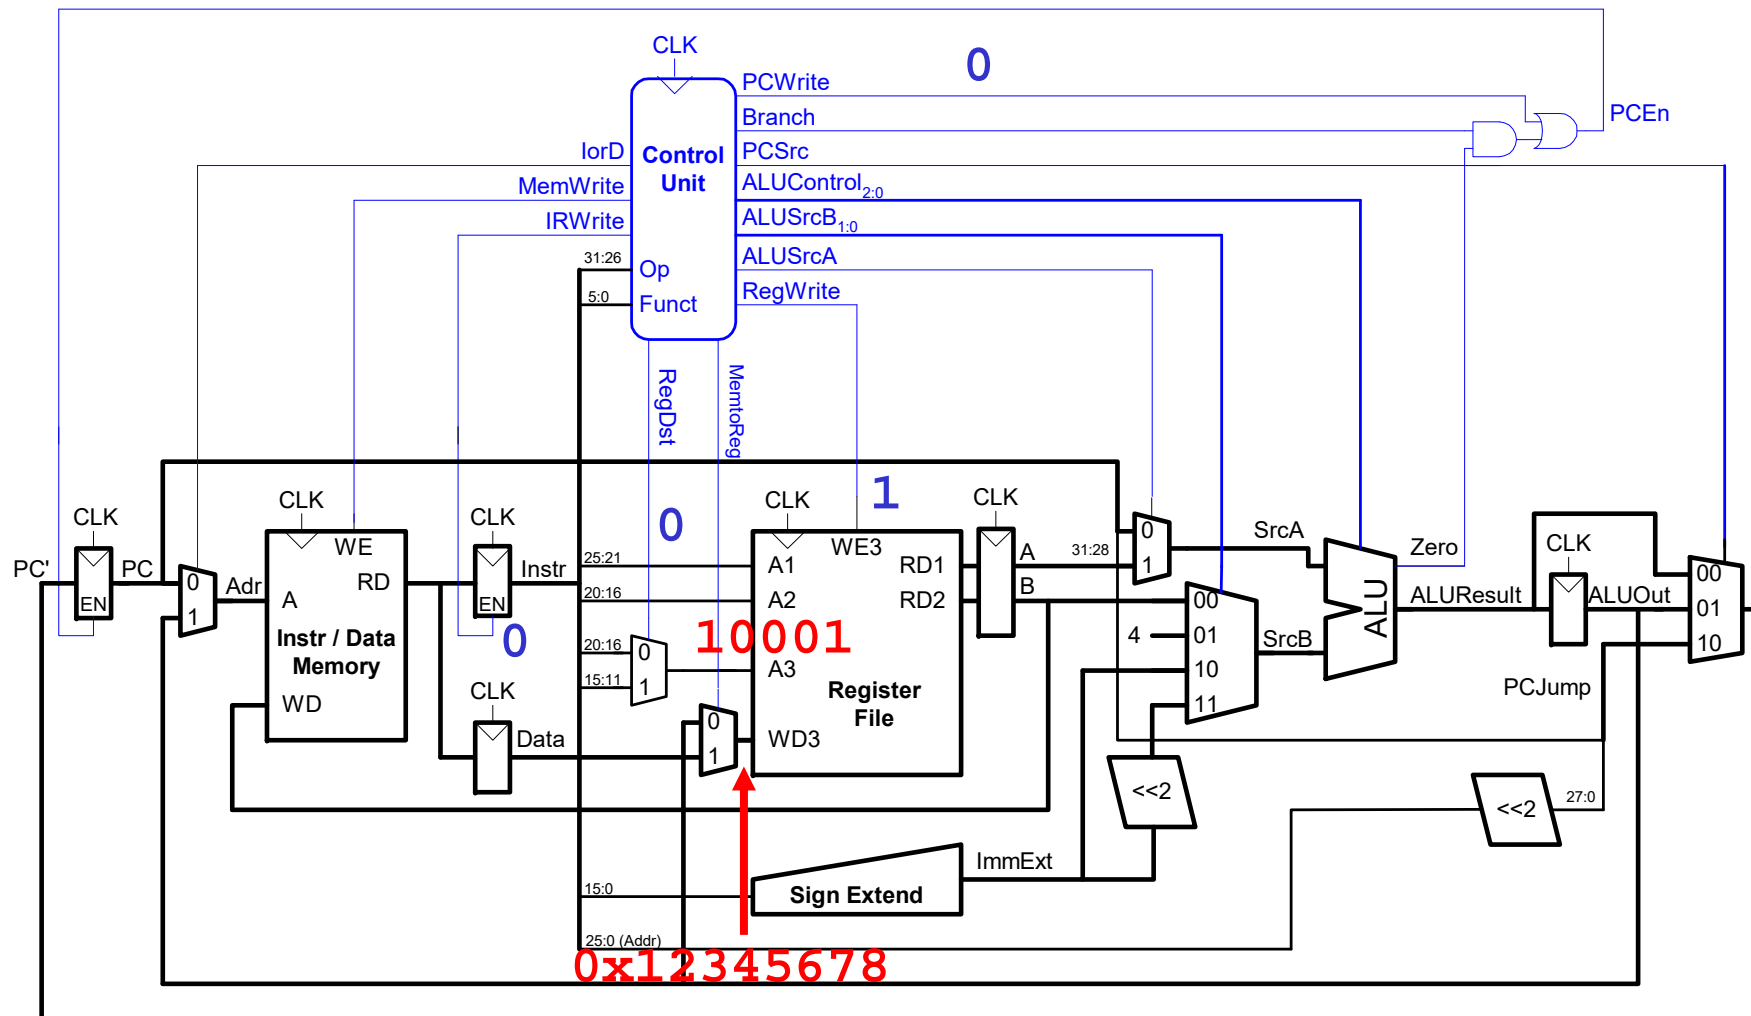 CLK
0
PCWrite
Branch
PCEn
IorD
Control
Unit
PCSrc
MemWrite
ALUControl2:0
IRWrite
ALUSrcB1:0
31:26
Op
ALUSrcA
5:0
Funct
RegWrite
RegDst
MemtoReg
1
0
CLK
CLK
CLK
CLK
CLK
CLK
PC'
PC
EN
0
1
Adr
WE
A
RD
Instr / Data
Memory
WD
EN
0
Instr
25:21
20:16
20:16
15:11
0
1
10001
WE3
A1
A2
A3
WD3
RD1
RD2
Register
File
A
B
31:28
0
1
SrcA
00
4
01
10
11
SrcB
ALU
Zero
ALUResult
ALUOut
00
01
10
PCJump
CLK
Data
0
1
<<2
<<2
27:0
ImmExt
15:0
Sign Extend
25:0 (Addr)
0x12345678